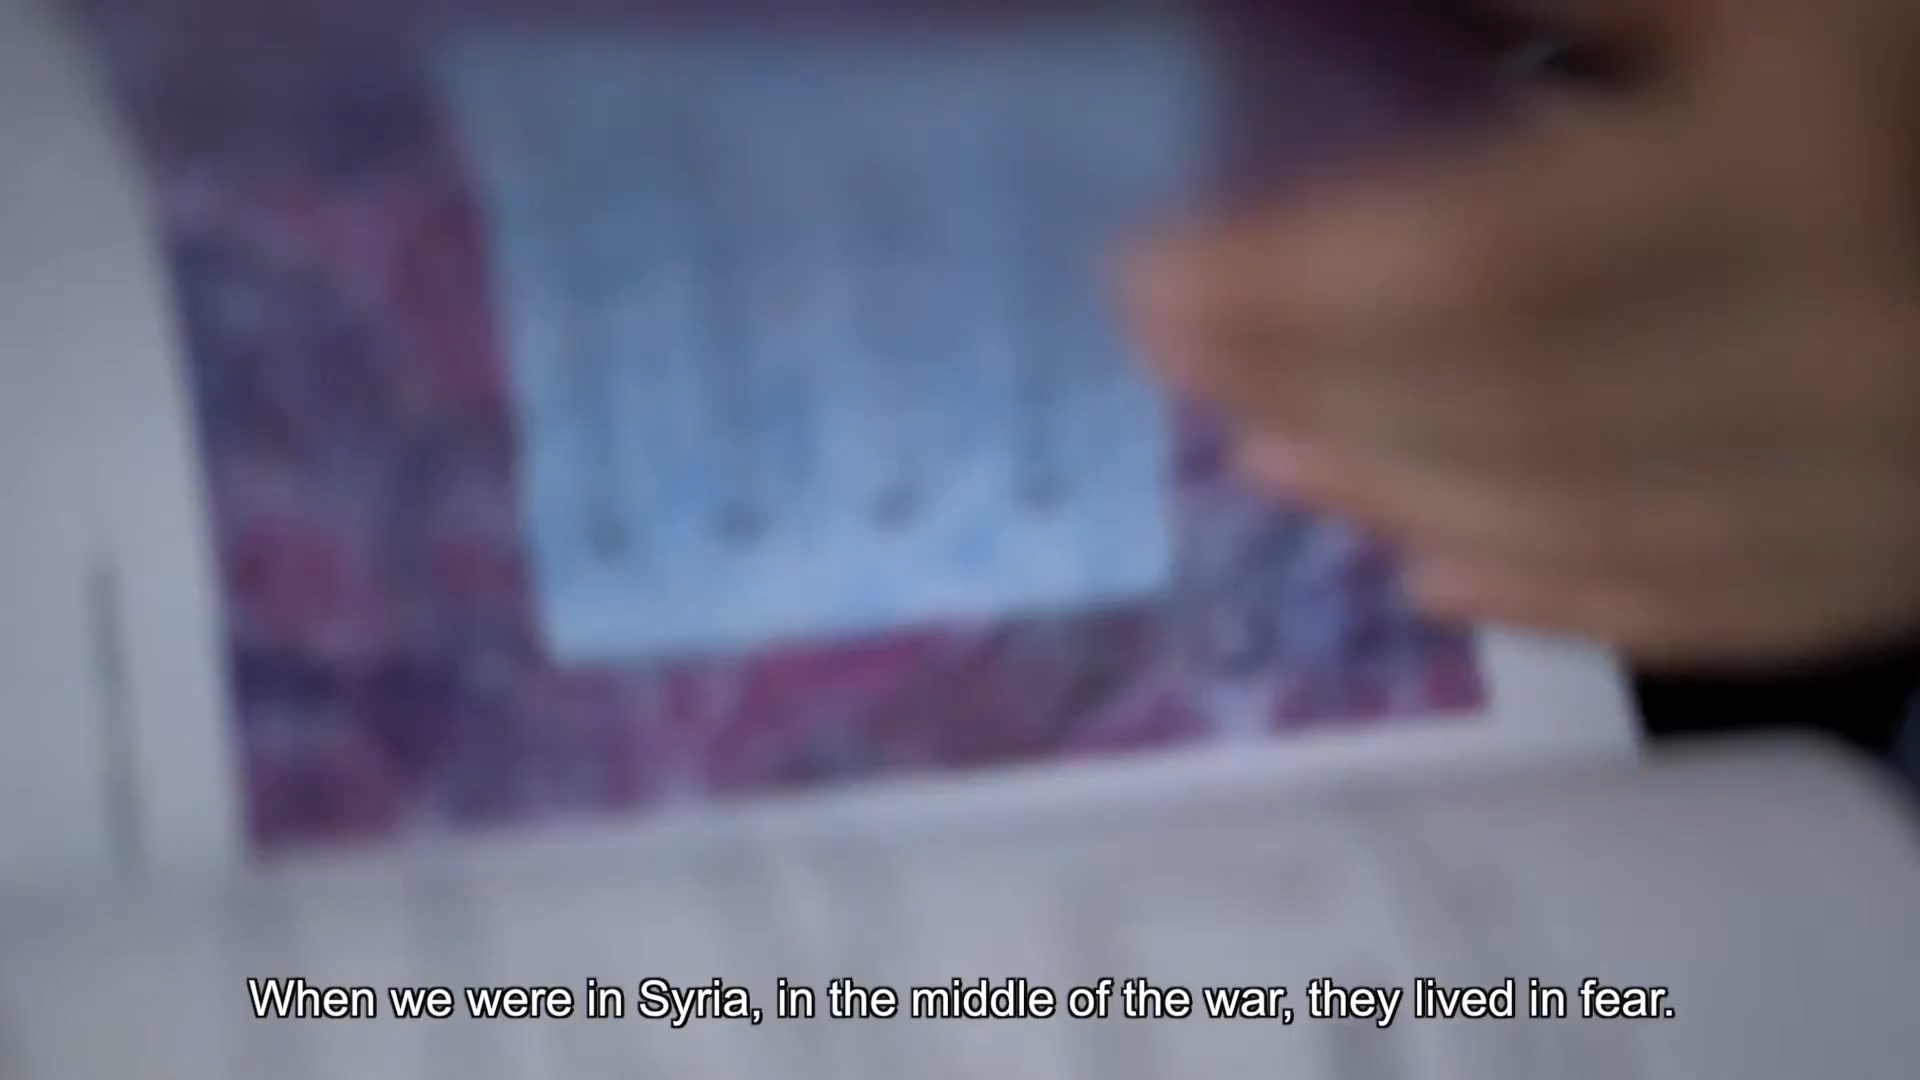 When we were in Syria, in the middle of the war, they lived in fear.